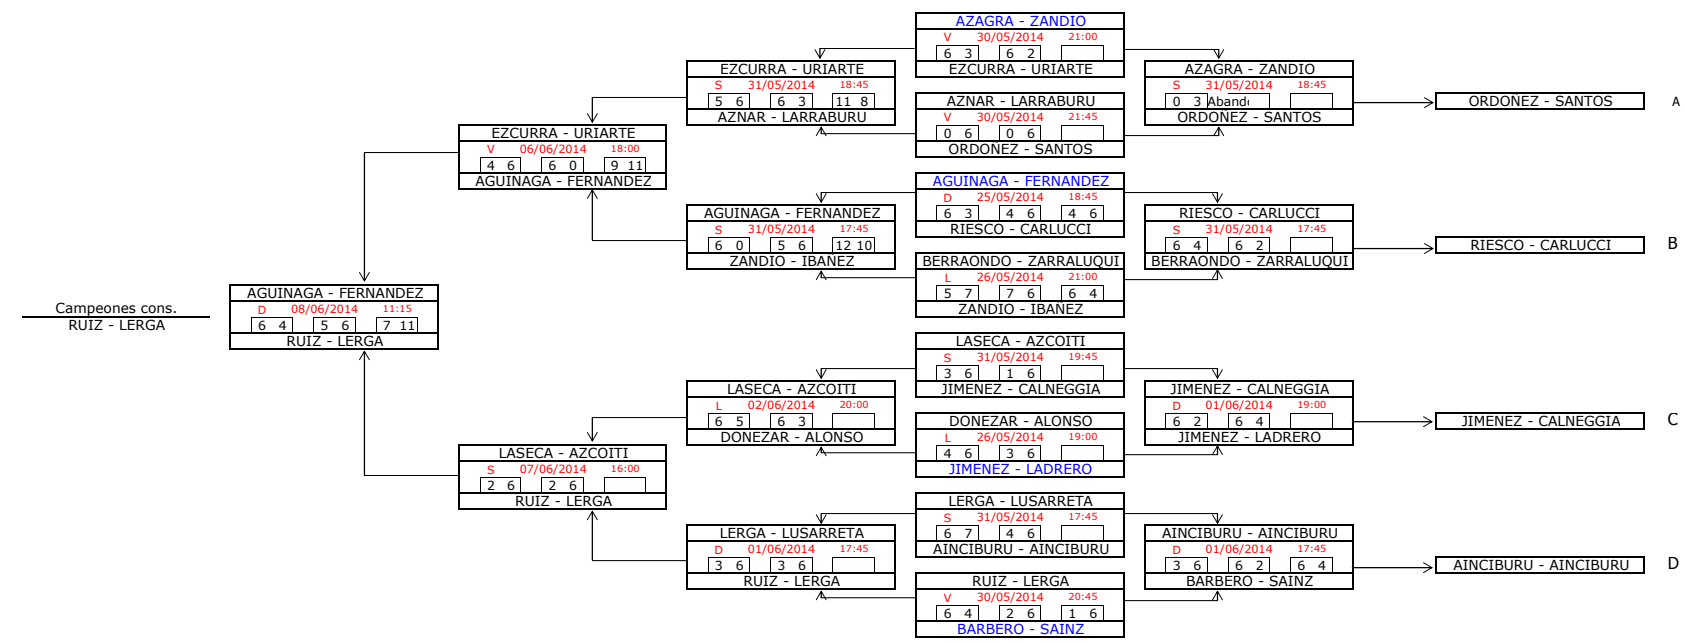 AZAGRA - ZANDIO
V 30/05/2014 21:00
6 3 6 2
EZCURRA - URIARTE
EZCURRA - URIARTE
S 31/05/2014 18:45
5 6 6 3 11 8
AZNAR - LARRABURU
AZAGRA - ZANDIO
S 31/05/2014 18:45
0 3 Aband
ORDOÑEZ - SANTOS
ORDOÑEZ - SANTOS
A
AZNAR - LARRABURU
V 30/05/2014 21:45
0 6 0 6
ORDOÑEZ - SANTOS
EZCURRA - URIARTE
V 06/06/2014 18:00
4 6 6 0 9 11
AGUINAGA - FERNANDEZ
AGUINAGA - FERNANDEZ
D 25/05/2014 18:45
6 3 4 6 4 6
RIESCO - CARLUCCI
AGUINAGA - FERNANDEZ
S 31/05/2014 17:45
6 0 5 6 12 10
ZANDIO - IBAÑEZ
RIESCO - CARLUCCI
S 31/05/2014 17:45
6 4 6 2
BERRAONDO - ZARRALUQUI
RIESCO - CARLUCCI
B
BERRAONDO - ZARRALUQUI
L 26/05/2014 21:00
5 7 7 6 6 4
ZANDIO - IBAÑEZ
Campeones cons.
RUIZ - LERGA
AGUINAGA - FERNANDEZ
D 08/06/2014 11:15
6 4 5 6 7 11
RUIZ - LERGA
LASECA - AZCOITI
S 31/05/2014 19:45
3 6 1 6
JIMENEZ - CALNEGGIA
LASECA - AZCOITI
L 02/06/2014 20:00
6 5 6 3
DONEZAR - ALONSO
JIMENEZ - CALNEGGIA
D 01/06/2014 19:00
6 2 6 4
JIMENEZ - LADRERO
JIMENEZ - CALNEGGIA
C
DONEZAR - ALONSO
L 26/05/2014 19:00
4 6 3 6
JIMENEZ - LADRERO
LASECA - AZCOITI
S 07/06/2014 16:00
2 6 2 6
RUIZ - LERGA
LERGA - LUSARRETA
S 31/05/2014 17:45
6 7 4 6
AINCIBURU - AINCIBURU
LERGA - LUSARRETA
D 01/06/2014 17:45
3 6 3 6
RUIZ - LERGA
AINCIBURU - AINCIBURU
D 01/06/2014 17:45
3 6 6 2 6 4
BARBERO - SAINZ
AINCIBURU - AINCIBURU
D
RUIZ - LERGA
V 30/05/2014 20:45
6 4 2 6 1 6
BARBERO - SAINZ